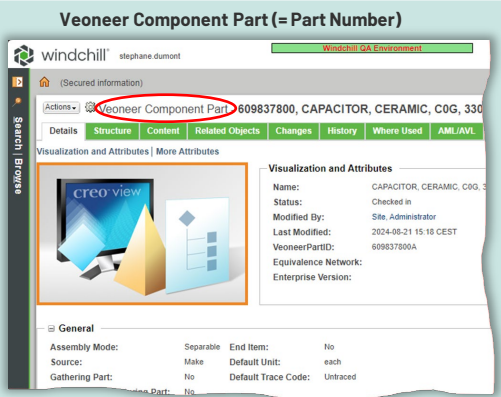 Veoneer Component Part (= Part Number)
windchill® stephane.dumont
Windchill QA Environment
(Secured information)
Actions Veoneer Component Part - 609837800, CAPACITOR, CERAMIC, C0G, 330
Details Structure Content Related Objects Changes History Where Used AML/AVL
Visualization and Attributes | More Attributes
Search | Browse
creo view
Visualization and Attributes
Name: CAPACITOR, CERAMIC, C0G, 3
Status: Checked in
Modified By: Site, Administrator
Last Modified: 2024-08-21 15:18 CEST
VeoneerPartID: 609837800A
Equivalence Network:
Enterprise Version:
General
Assembly Mode: Separable End Item: No
Source: Make Default Unit: each
Gathering Part: No Default Trace Code: Untraced
Part: No